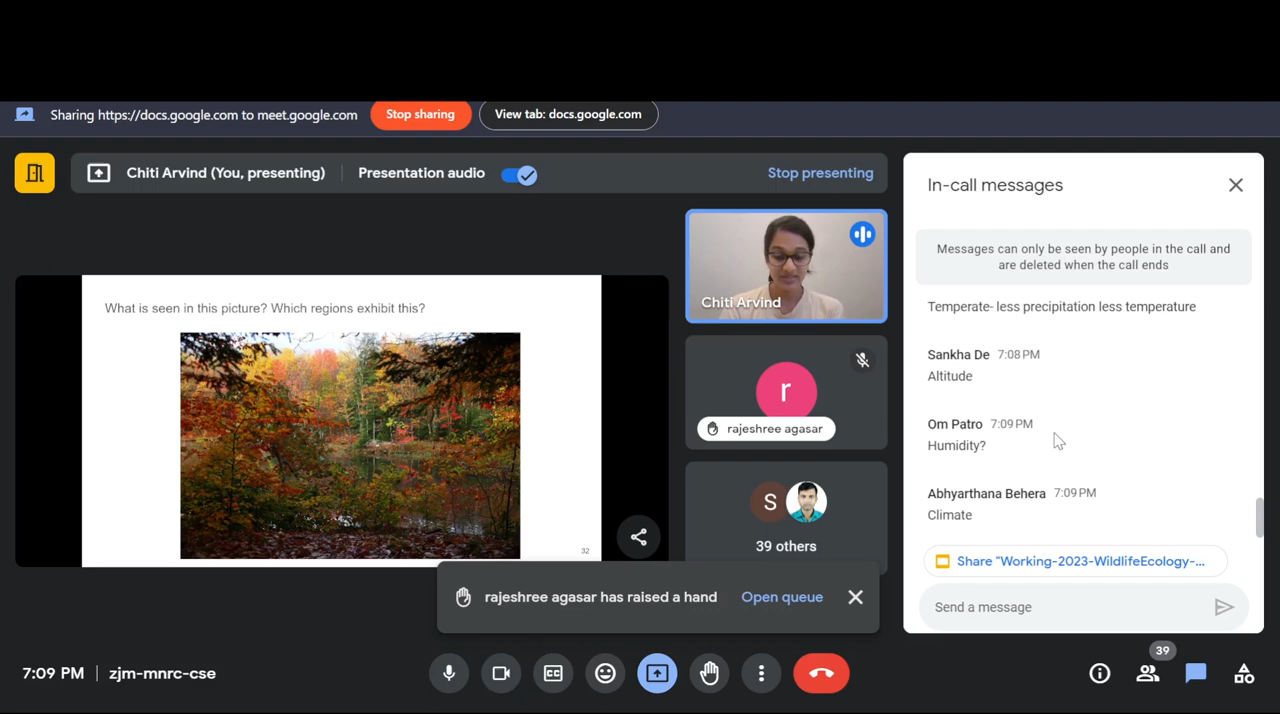 Sharing https://docs.google.com to meet.google.com
Stop sharing
View tab: docs.google.com
Chiti Arvind (You, presenting)
Presentation audio
Stop presenting
What is seen in this picture? Which regions exhibit this?
32
Chiti Arvind
r
rajeshree agasar
S
39 others
rajeshree agasar has raised a hand
Open queue
In-call messages
Messages can only be seen by people in the call and
are deleted when the call ends
Temperate- less precipitation less temperature
Sankha De 7:08 PM
Altitude
Om Patro 7:09 PM
Humidity?
Abhyarthana Behera 7:09 PM
Climate
Share "Working-2023-WildlifeEcology-...
Send a message
7:09 PM
zjm-mnrc-cse
CC
39